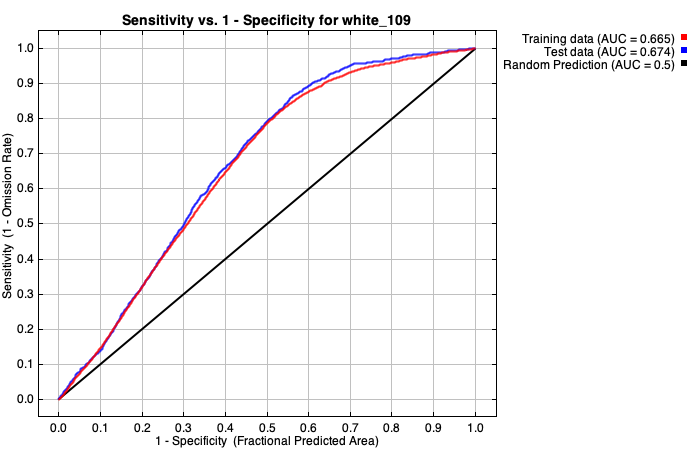 Sensitivity vs. 1 - Specificity for white_109
Training data (AUC = 0.665)
Test data (AUC = 0.674)
Random Prediction (AUC = 0.5)
Sensitivity (1 - Omission Rate)
1.0
0.9
0.8
0.7
0.6
0.5
0.4
0.3
0.2
0.1
0.0
0.0 0.1 0.2 0.3 0.4 0.5 0.6 0.7 0.8 0.9 1.0
1 - Specificity (Fractional Predicted Area)